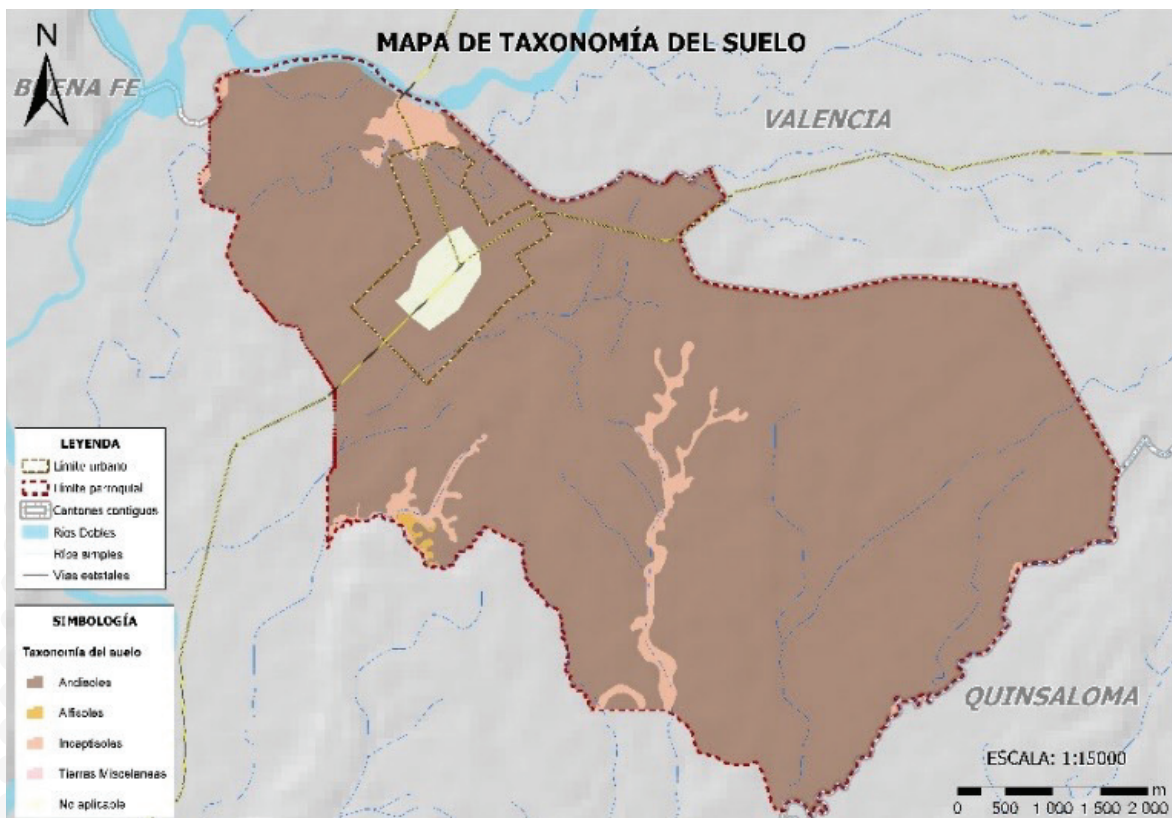 MAPA DE TAXONOMÍA DEL SUELO
N
BUENA FE
VALENCIA
QUINSALOMA
LEYENDA
Límite urbano
Límite parroquial
Cantones contiguos
Ríos Dobles
Ríos simples
Vías estatales
SIMBOLOGÍA
Taxonomía del suelo
Andisoles
Alfisoles
Inceptisoles
Tierras Miscelaneas
No aplicable
ESCALA: 1:15000
0 500 1 000 1 500 2 000 m